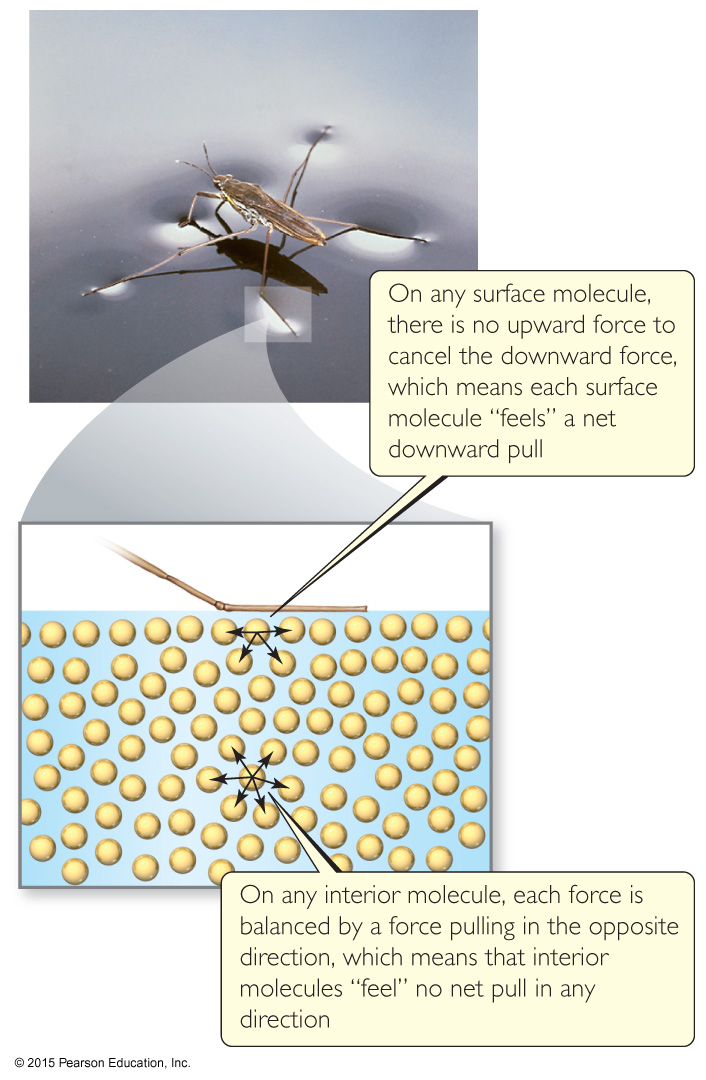 On any surface molecule,
there is no upward force to
cancel the downward force,
which means each surface
molecule “feels” a net
downward pull
On any interior molecule, each force is
balanced by a force pulling in the opposite
direction, which means that interior
molecules “feel” no net pull in any
direction
© 2015 Pearson Education, Inc.